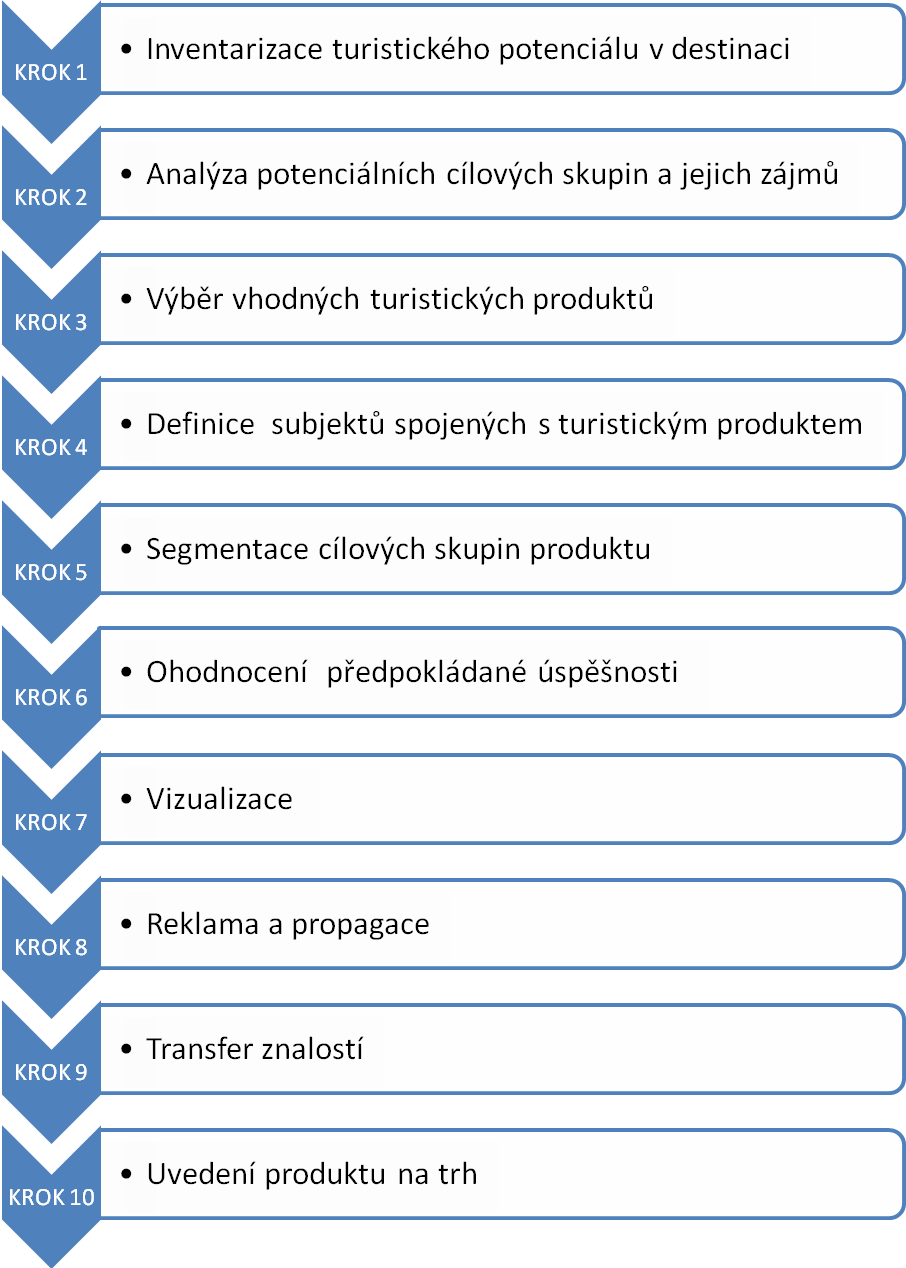 KROK 1
• Inventarizace turistického potenciálu v destinaci
KROK 2
• Analýza potenciálních cílových skupin a jejich zájmů
KROK 3
• Výběr vhodných turistických produktů
KROK 4
• Definice subjektů spojených s turistickým produktem
KROK 5
• Segmentace cílových skupin produktu
KROK 6
• Ohodnocení předpokládané úspěšnosti
KROK 7
• Vizualizace
KROK 8
• Reklama a propagace
KROK 9
• Transfer znalostí
KROK 10
• Uvedení produktu na trh